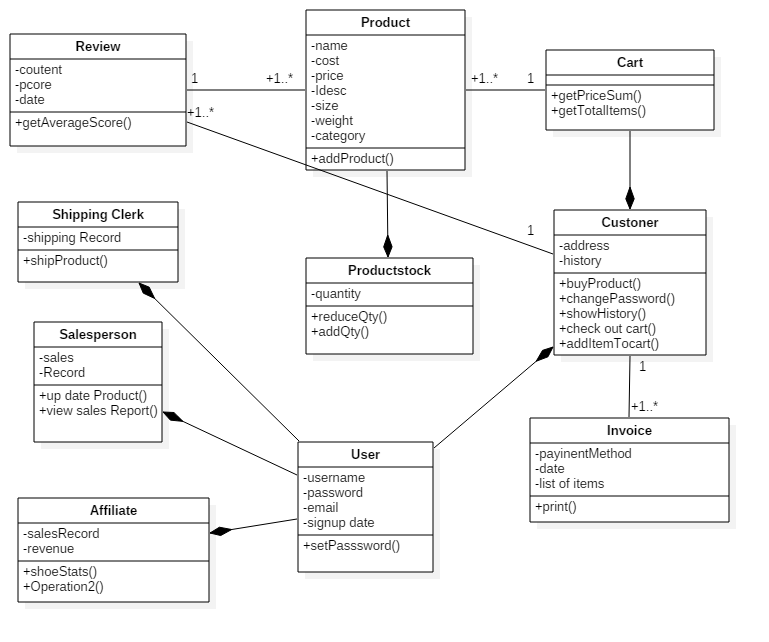 Review
-coutent
-pcore
-date
+getAverageScore()
1
+1..*
+1..*
Product
-name
-cost
-price
-ldesc
-size
-weight
-category
+addProduct()
+1..*
1
Cart
+getPriceSum()
+getTotalItems()
Shipping Clerk
-shipping Record
+shipProduct()
Productstock
-quantity
+reduceQty()
+addQty()
1
Custoner
-address
-history
+buyProduct()
+changePassword()
+showHistory()
+check out cart()
+addItemTocart()
Salesperson
-sales
-Record
+up date Product()
+view sales Report()
1
+1..*
Invoice
-payinentMethod
-date
-list of items
+print()
User
-username
-password
-email
-signup date
+setPasssword()
Affiliate
-salesRecord
-revenue
+shoeStats()
+Operation2()